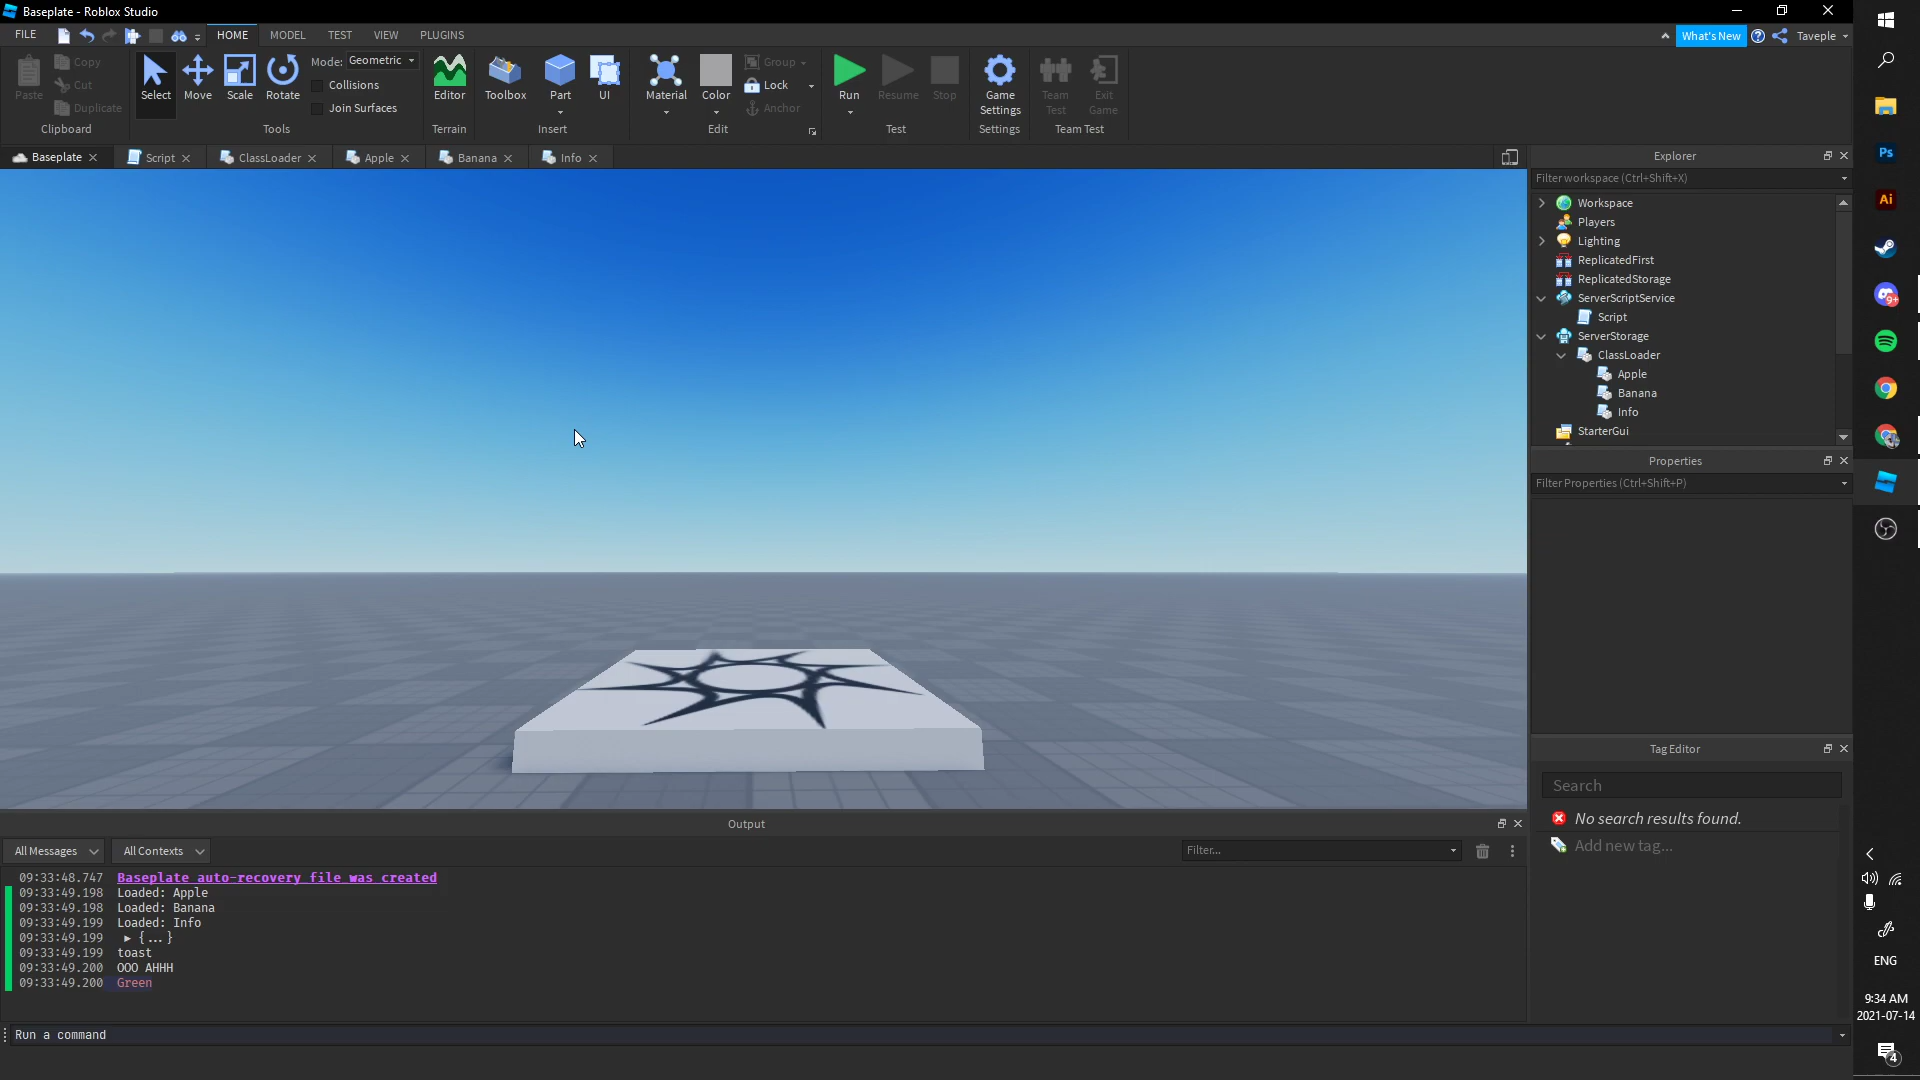 Baseplate - Roblox Studio
FILE
HOME
MODEL
TEST
VIEW
PLUGINS
What's New
Taveple
Paste
Copy
Cut
Duplicate
Clipboard
Select
Move
Scale
Rotate
Mode: Geometric
Collisions
Join Surfaces
Tools
Editor
Terrain
Toolbox
Part
UI
Insert
Material
Color
Group
Lock
Anchor
Edit
Run
Resume
Stop
Test
Game
Settings
Settings
Team
Test
Exit
Game
Team Test
Baseplate
Script
ClassLoader
Apple
Banana
Info
Explorer
Filter workspace (Ctrl+Shift+X)
Workspace
Players
Lighting
ReplicatedFirst
ReplicatedStorage
ServerScriptService
Script
ServerStorage
ClassLoader
Apple
Banana
Info
StarterGui
Properties
Filter Properties (Ctrl+Shift+P)
Tag Editor
Search
No search results found.
Add new tag...
Output
All Messages
All Contexts
Filter...
09:33:48.747 Baseplate auto-recovery file was created
09:33:49.198 Loaded: Apple
09:33:49.198 Loaded: Banana
09:33:49.199 Loaded: Info
09:33:49.199 ▶ {...}
09:33:49.199 toast
09:33:49.200 OOO AHHH
09:33:49.200 Green
Run a command
Ps
Ai
9+
ENG
9:34 AM
2021-07-14
4